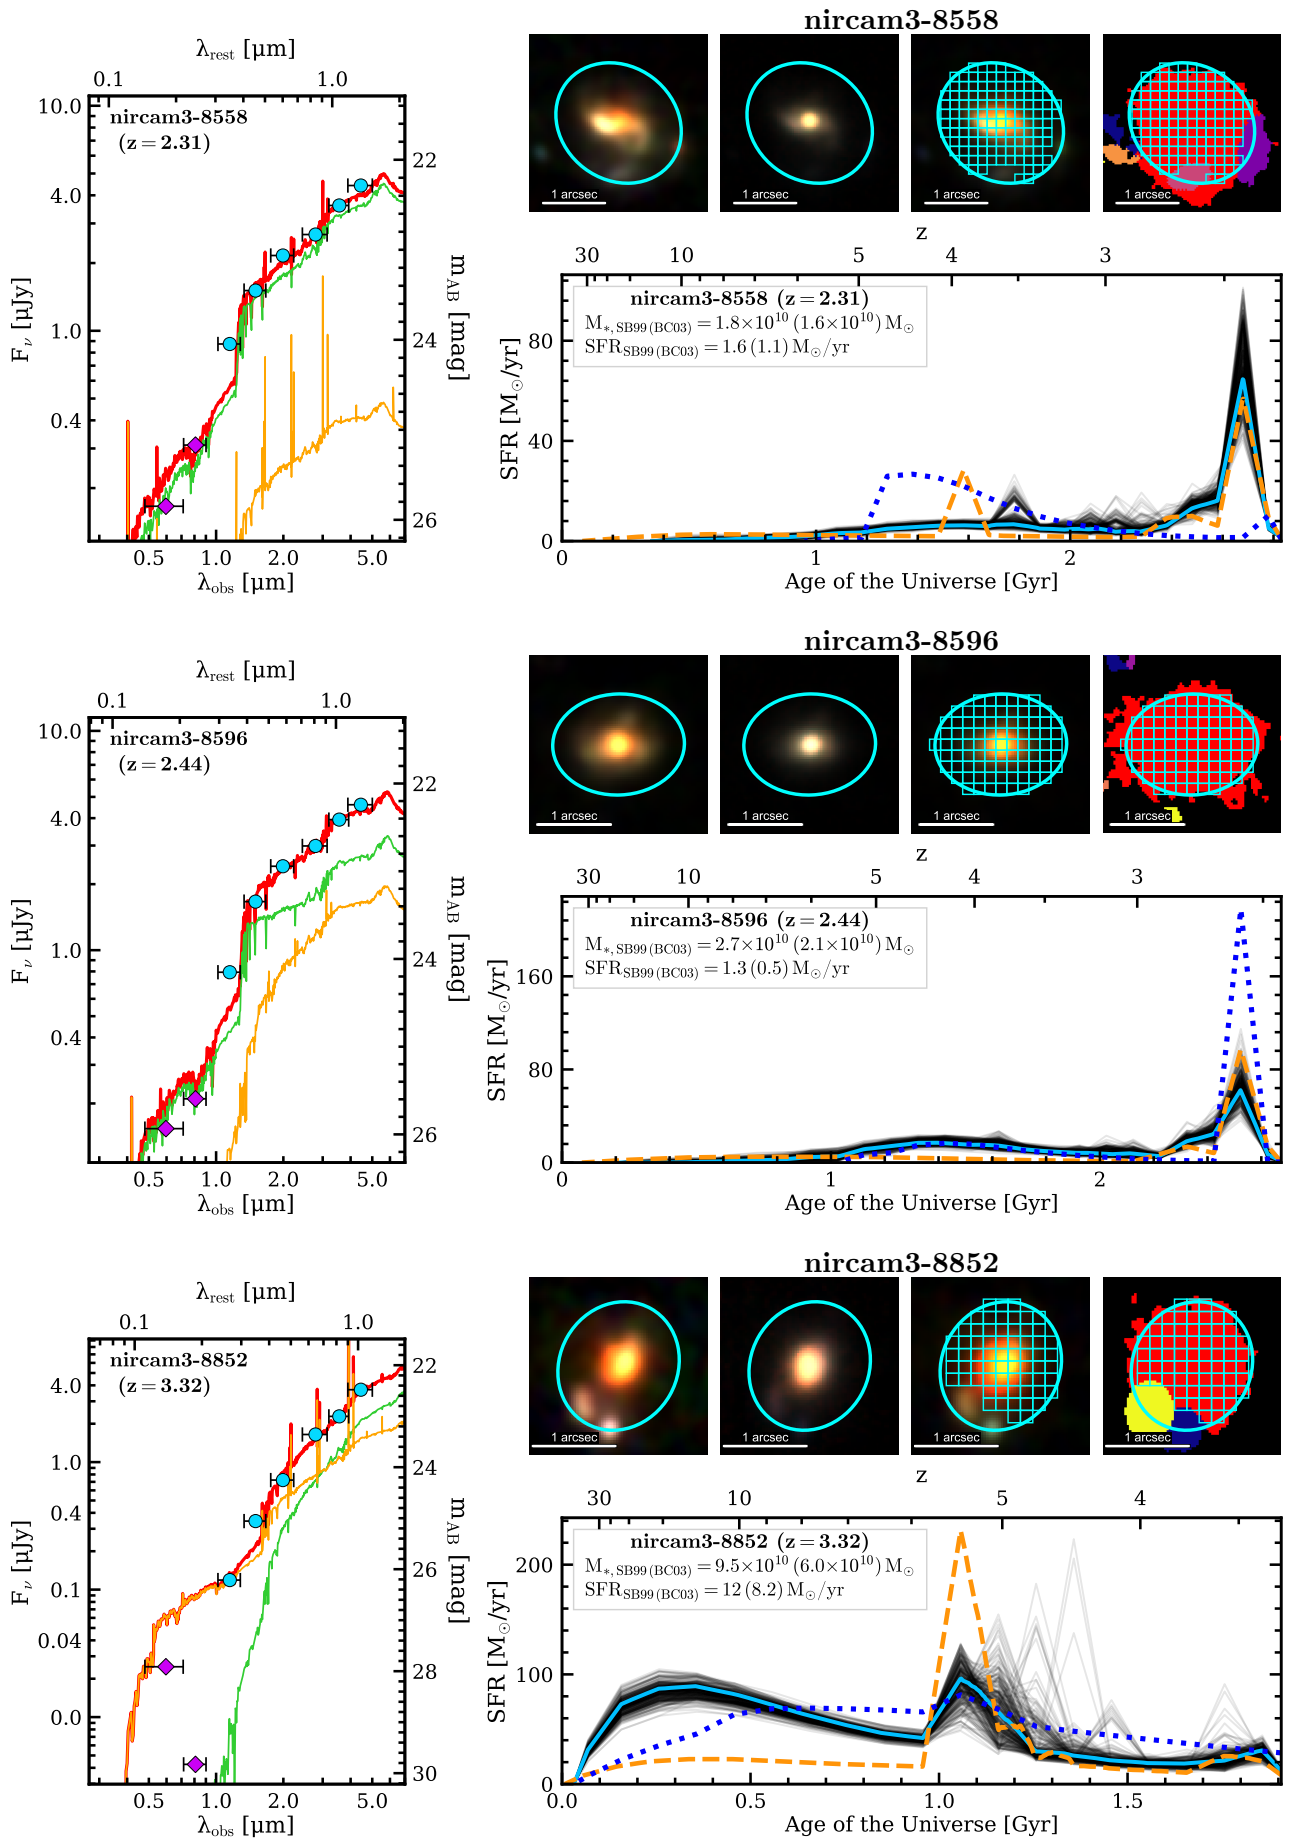 nircam3-8558
λrest [μm]
0.1 1.0
nircam3-8558
(z = 2.31)
10.0
4.0
1.0
0.4
22
24
26
Fν [μJy]
mAB [mag]
0.5 1.0 2.0 5.0
λobs [μm]
1 arcsec 1 arcsec 1 arcsec 1 arcsec
z
30 10 5 4 3
nircam3-8558 (z = 2.31)
M*, SB99 (BC03) = 1.8×10^10 (1.6×10^10) M⊙
SFRSB99 (BC03) = 1.6 (1.1) M⊙/yr
SFR [M⊙/yr]
80
40
0
0 1 2
Age of the Universe [Gyr]
nircam3-8596
λrest [μm]
0.1 1.0
nircam3-8596
(z = 2.44)
10.0
4.0
1.0
0.4
22
24
26
Fν [μJy]
mAB [mag]
0.5 1.0 2.0 5.0
λobs [μm]
1 arcsec 1 arcsec 1 arcsec 1 arcsec
z
30 10 5 4 3
nircam3-8596 (z = 2.44)
M*, SB99 (BC03) = 2.7×10^10 (2.1×10^10) M⊙
SFRSB99 (BC03) = 1.3 (0.5) M⊙/yr
SFR [M⊙/yr]
160
80
0
0 1 2
Age of the Universe [Gyr]
nircam3-8852
λrest [μm]
0.1 1.0
nircam3-8852
(z = 3.32)
4.0
1.0
0.4
0.1
0.04
0.0
22
24
26
28
30
Fν [μJy]
mAB [mag]
0.5 1.0 2.0 5.0
λobs [μm]
1 arcsec 1 arcsec 1 arcsec 1 arcsec
z
30 10 5 4
nircam3-8852 (z = 3.32)
M*, SB99 (BC03) = 9.5×10^10 (6.0×10^10) M⊙
SFRSB99 (BC03) = 12 (8.2) M⊙/yr
SFR [M⊙/yr]
200
100
0
0.0 0.5 1.0 1.5
Age of the Universe [Gyr]